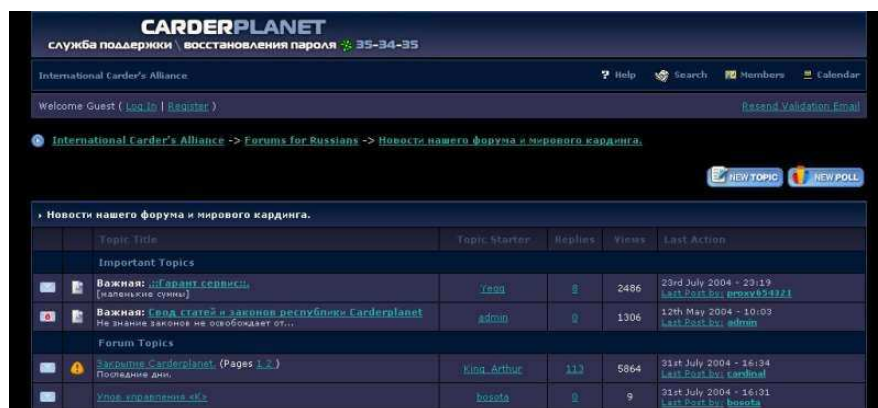 CARDERPLANET
служба поддержки \ восстановления пароля 35-34-35
International Carder's Alliance
Help Search Members Calendar
Welcome Guest ( Log In | Register )
Resend Validation Email
International Carder's Alliance -> Forums for Russians -> Новости нашего форума и мирового кардинга.
NEW TOPIC NEW POLL
Новости нашего форума и мирового кардинга.
Topic Title Topic Starter Replies Views Last Action
Important Topics
Важная: .::Гарант сервис::. 8 2486 23rd July 2004 - 23:19
[маленькие суммы] Last Post by: proxy654321
Важная: Свод статей и законов республики Carderplanet admin 0 1306 12th May 2004 - 10:03
Не знание законов не освобождает от... Last Post by: admin
Forum Topics
Закрытие Carderplanet. (Pages 1 2 ) King_Arthur 113 5864 31st July 2004 - 16:34
Последние дни. Last Post by: cardinal
управления «К» bosota 0 9 31st July 2004 - 16:31
Last Post by: bosota